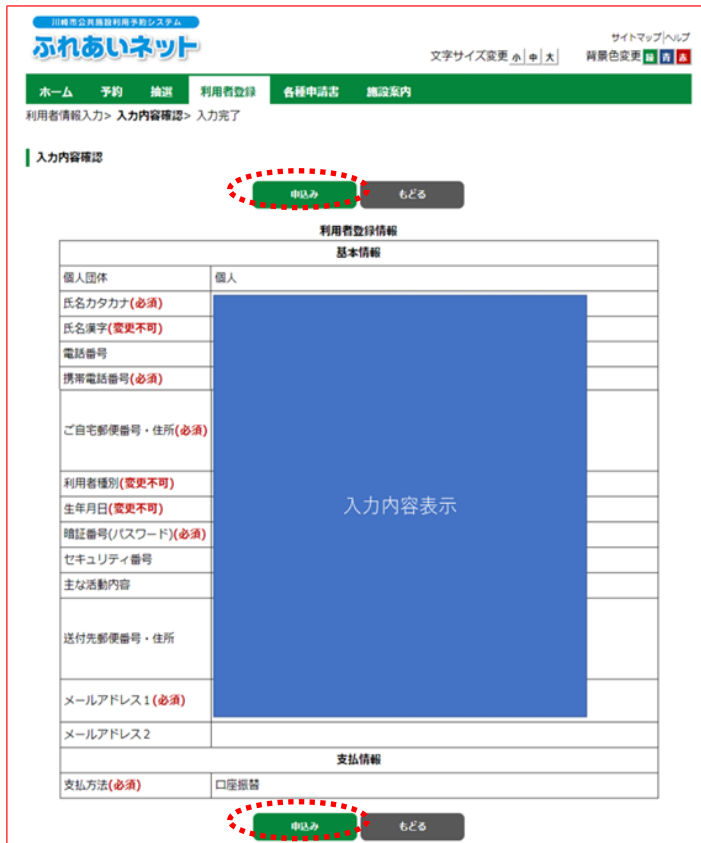 川崎市公共施設利用予約システム
ふれあいネット
サイトマップ|ヘルプ
文字サイズ変更 小 中 大 背景色変更 緑 青 赤
ホーム 予約 抽選 利用者登録 各種申請書 施設案内
利用者情報入力> 入力内容確認> 入力完了
入力内容確認
申込み もどる
利用者登録情報
基本情報
個人団体 個人
氏名カタカナ(必須)
氏名漢字(変更不可)
電話番号
携帯電話番号(必須)
ご自宅郵便番号・住所(必須)
利用者種別(変更不可)
入力内容表示
生年月日(変更不可)
暗証番号(パスワード)(必須)
セキュリティ番号
主な活動内容
送付先郵便番号・住所
メールアドレス1(必須)
メールアドレス2
支払情報
支払方法(必須) 口座振替
申込み もどる